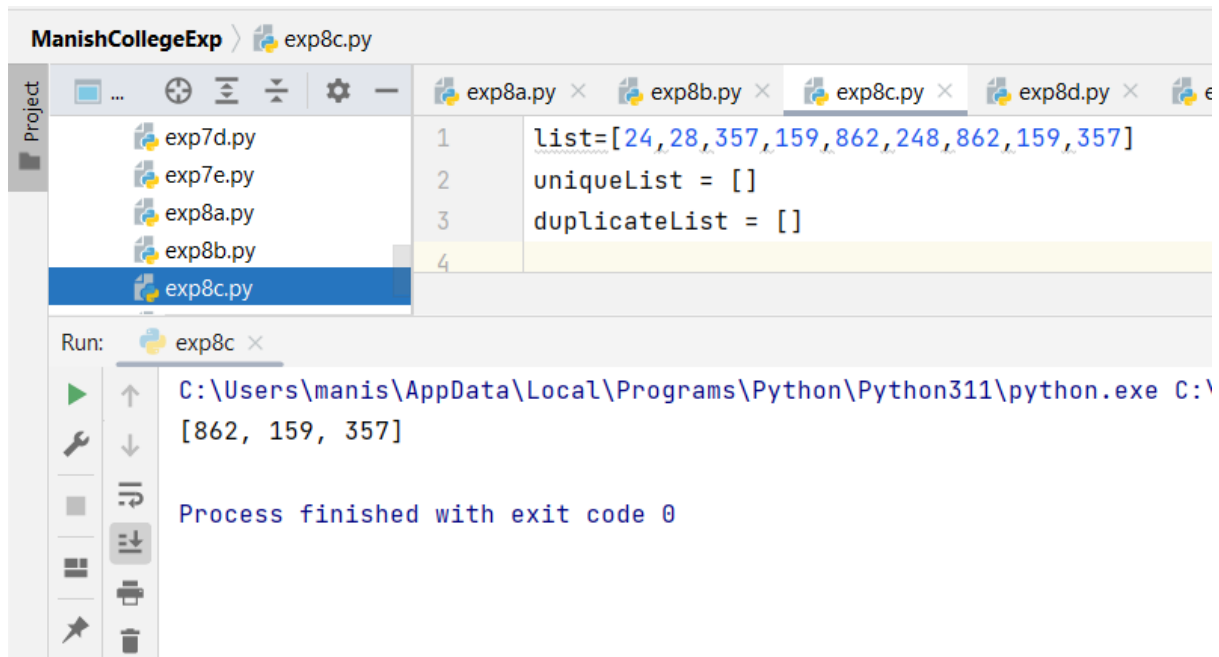 ManishCollegeExp exp8c.py
Project
...
exp8a.py
exp8b.py
exp8c.py
exp8d.py
exp7d.py
exp7e.py
exp8a.py
exp8b.py
exp8c.py
1 list=[24,28,357,159,862,248,862,159,357]
2 uniqueList = []
3 duplicateList = []
4
Run: exp8c
C:\Users\manis\AppData\Local\Programs\Python\Python311\python.exe C:\
[862, 159, 357]
Process finished with exit code 0